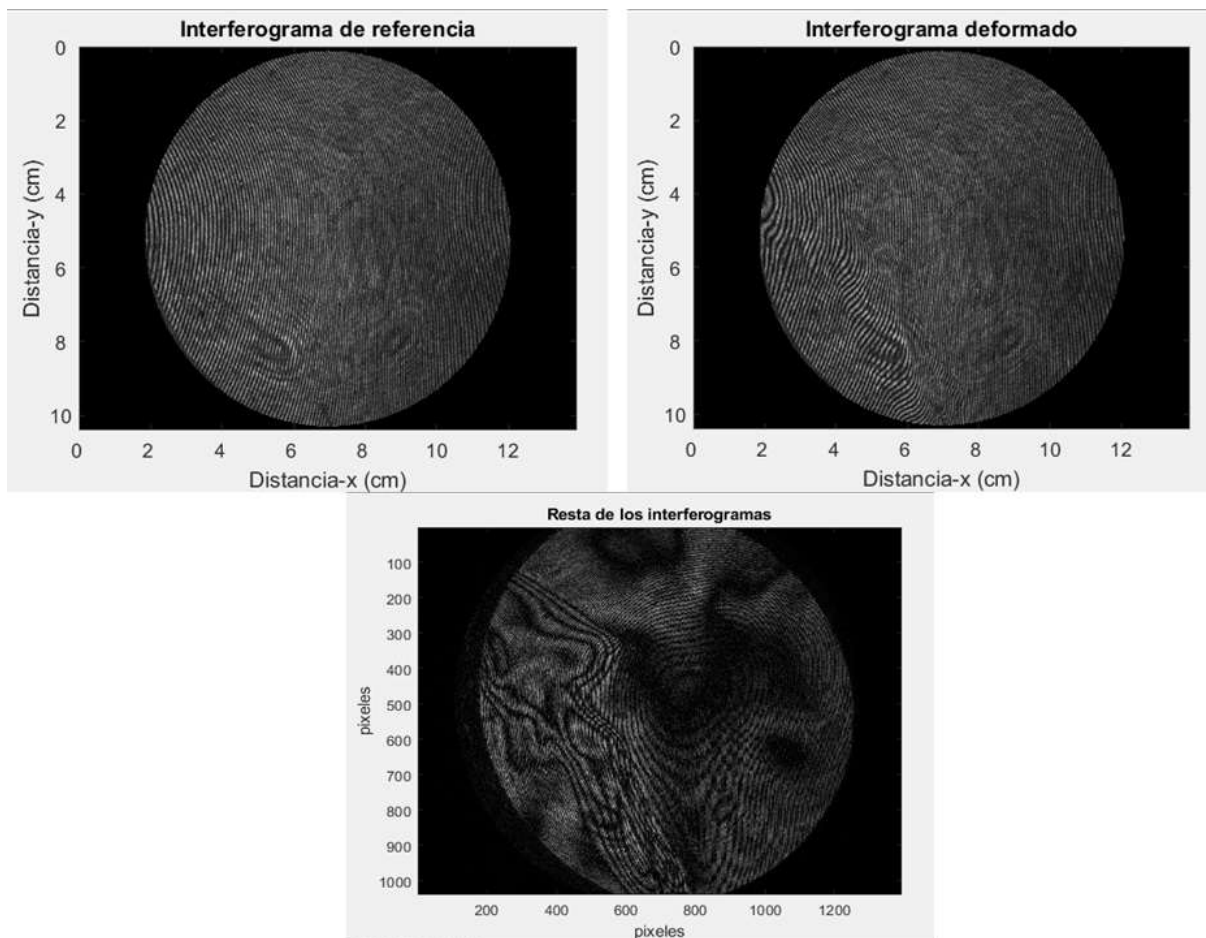 Interferograma de referencia
0
2
4
6
8
10
Distancia-y (cm)
0 2 4 6 8 10 12
Distancia-x (cm)
Interferograma deformado
0
2
4
6
8
10
Distancia-y (cm)
0 2 4 6 8 10 12
Distancia-x (cm)
Resta de los interferogramas
100
200
300
400
500
600
700
800
900
1000
pixeles
200 400 600 800 1000 1200
pixeles